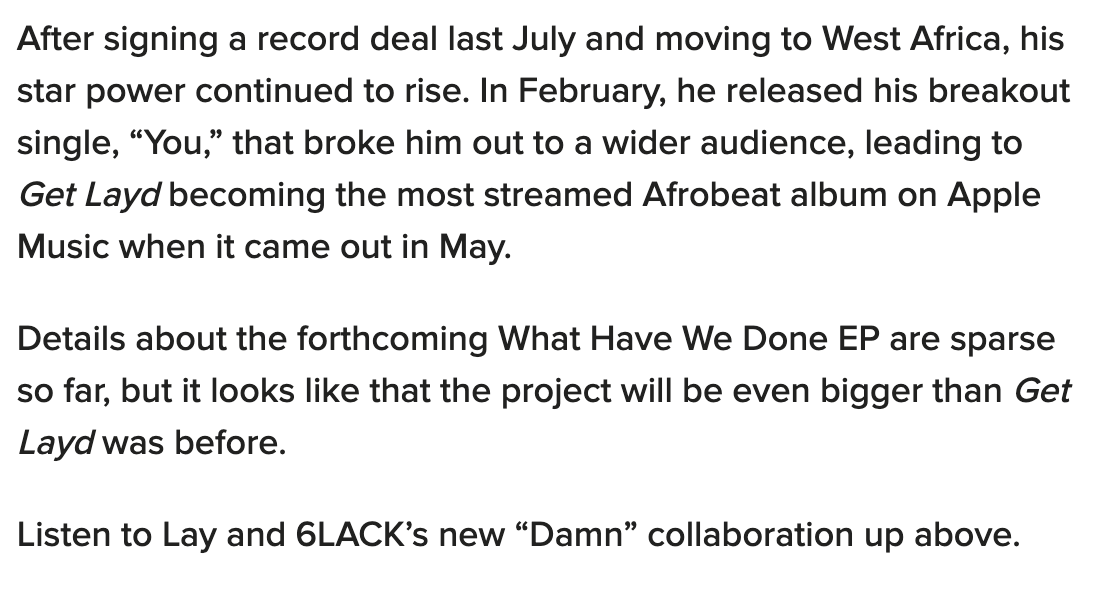 After signing a record deal last July and moving to West Africa, his
star power continued to rise. In February, he released his breakout
single, “You,” that broke him out to a wider audience, leading to
Get Layd becoming the most streamed Afrobeat album on Apple
Music when it came out in May.
Details about the forthcoming What Have We Done EP are sparse
so far, but it looks like that the project will be even bigger than Get
Layd was before.
Listen to Lay and 6LACK’s new “Damn” collaboration up above.